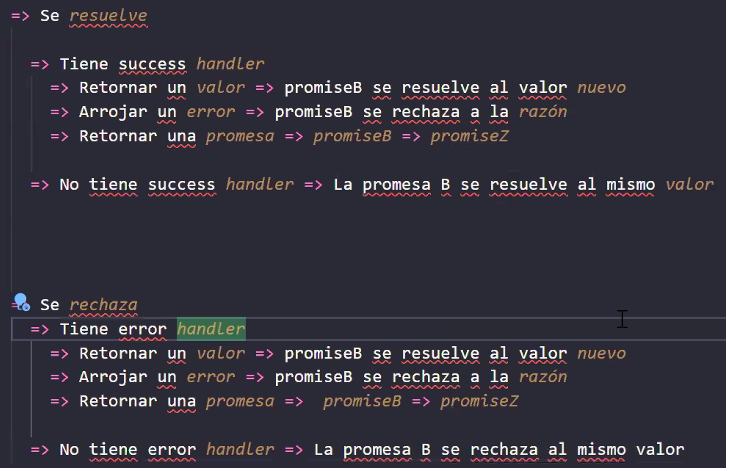 => Se resuelve
=> Tiene success handler
=> Retornar un valor => promiseB se resuelve al valor nuevo
=> Arrojar un error => promiseB se rechaza a la razón
=> Retornar una promesa => promiseB => promiseZ
=> No tiene success handler => La promesa B se resuelve al mismo valor
=> Se rechaza
=> Tiene error handler
=> Retornar un valor => promiseB se resuelve al valor nuevo
=> Arrojar un error => promiseB se rechaza a la razón
=> Retornar una promesa =>  promiseB => promiseZ
=> No tiene error handler => La promesa B se rechaza al mismo valor